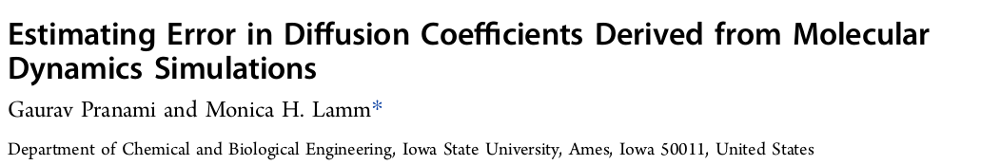 Estimating Error in Diffusion Coefficients Derived from Molecular
Dynamics Simulations
Gaurav Pranami and Monica H. Lamm*
Department of Chemical and Biological Engineering, Iowa State University, Ames, Iowa 50011, United States